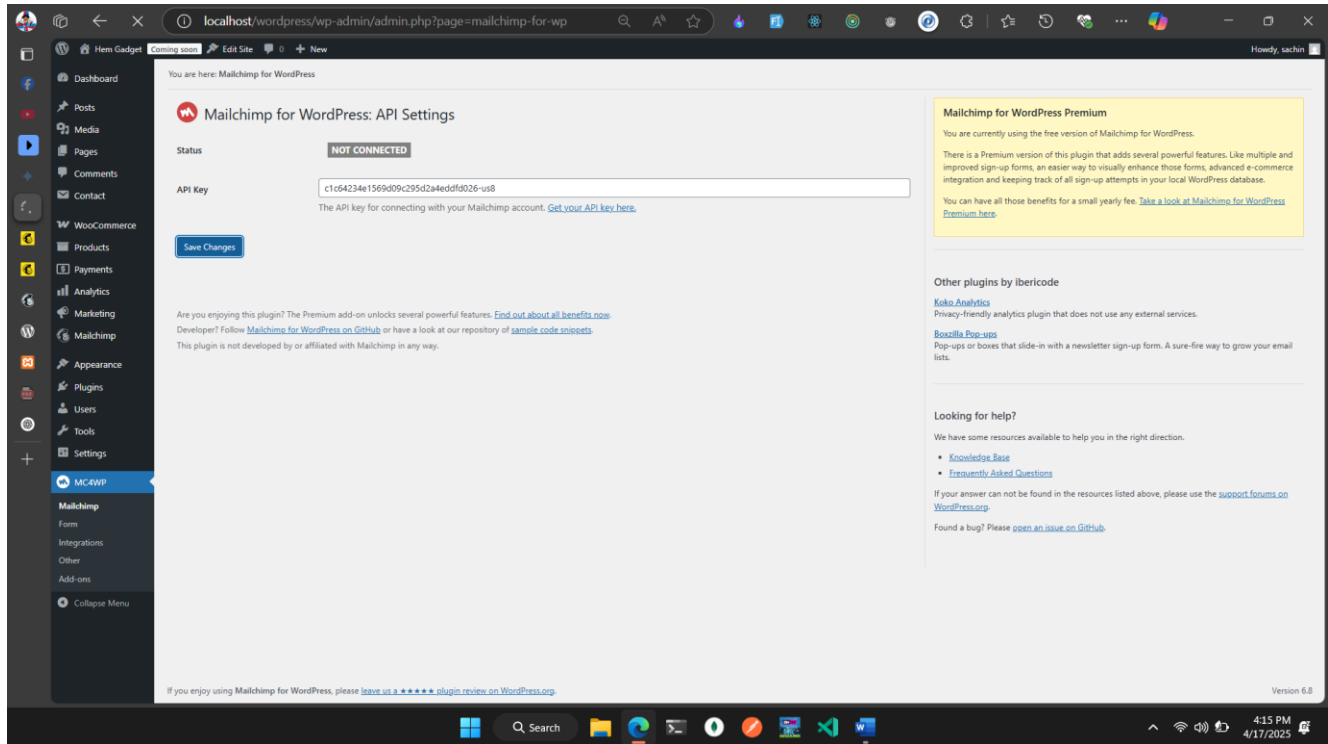 localhost/wordpress/wp-admin/admin.php?page=mailchimp-for-wp
Hem Gadget Coming soon Edit Site 0 New
Howdy, sachin
Dashboard
Posts
Media
Pages
Comments
Contact
WooCommerce
Products
Payments
Analytics
Marketing
Mailchimp
Appearance
Plugins
Users
Tools
Settings
MC4WP
Mailchimp
Form
Integrations
Other
Add-ons
Collapse Menu
You are here: Mailchimp for WordPress
Mailchimp for WordPress: API Settings
Status NOT CONNECTED
API Key c1c64234e1569d09c295d2a4eddfd026-us8
The API key for connecting with your Mailchimp account. Get your API key here.
Save Changes
Are you enjoying this plugin? The Premium add-on unlocks several powerful features. Find out about all benefits now.
Developer? Follow Mailchimp for WordPress on GitHub or have a look at our repository of sample code snippets.
This plugin is not developed by or affiliated with Mailchimp in any way.
Mailchimp for WordPress Premium
You are currently using the free version of Mailchimp for WordPress.
There is a Premium version of this plugin that adds several powerful features. Like multiple and
improved sign-up forms, an easier way to visually enhance those forms, advanced e-commerce
integration and keeping track of all sign-up attempts in your local WordPress database.
You can have all those benefits for a small yearly fee. Take a look at Mailchimp for WordPress
Premium here.
Other plugins by ibericode
Koko Analytics
Privacy-friendly analytics plugin that does not use any external services.
Boxzilla Pop-ups
Pop-ups or boxes that slide-in with a newsletter sign-up form. A sure-fire way to grow your email
lists.
Looking for help?
We have some resources available to help you in the right direction.
Knowledge Base
Frequently Asked Questions
If your answer can not be found in the resources listed above, please use the support forums on
WordPress.org.
Found a bug? Please open an issue on GitHub.
If you enjoy using Mailchimp for WordPress, please leave us a ★★★★★ plugin review on WordPress.org.
Version 6.8
Search
4:15 PM
4/17/2025